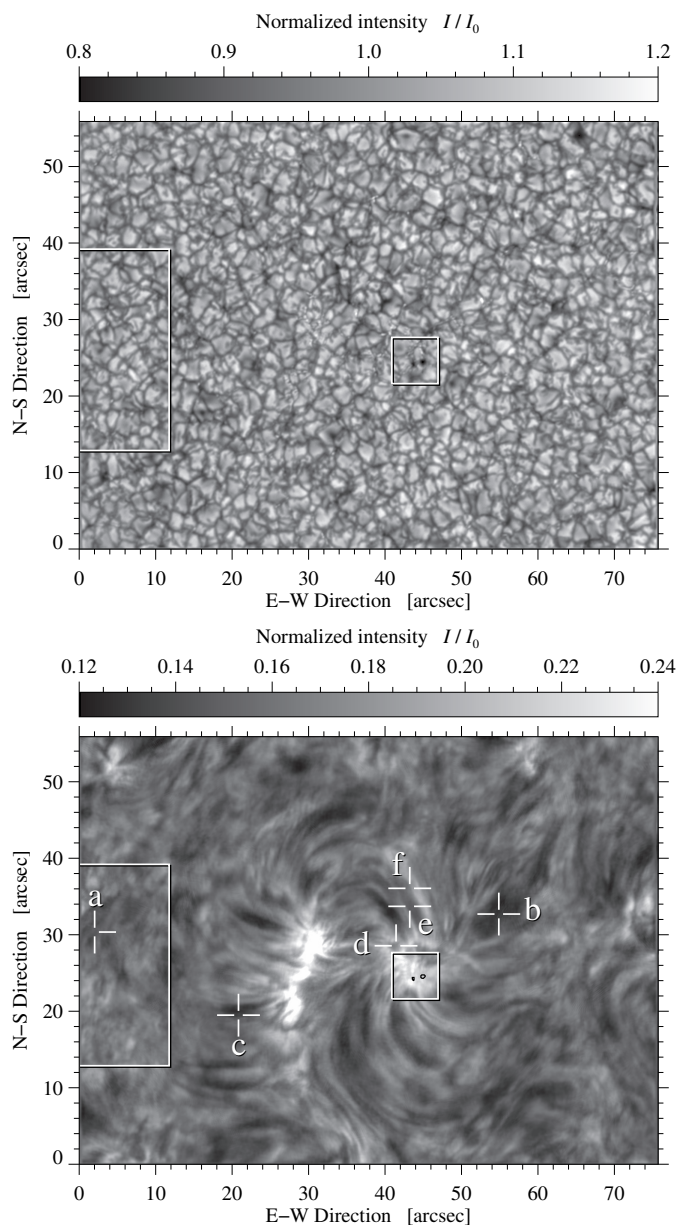 Normalized intensity I / I0
0.8 0.9 1.0 1.1 1.2
50
40
30
20
10
0
N−S Direction [arcsec]
0 10 20 30 40 50 60 70
E−W Direction [arcsec]
Normalized intensity I / I0
0.12 0.14 0.16 0.18 0.20 0.22 0.24
50
40
f
a
b
30
e
d
20
c
10
0
N−S Direction [arcsec]
0 10 20 30 40 50 60 70
E−W Direction [arcsec]